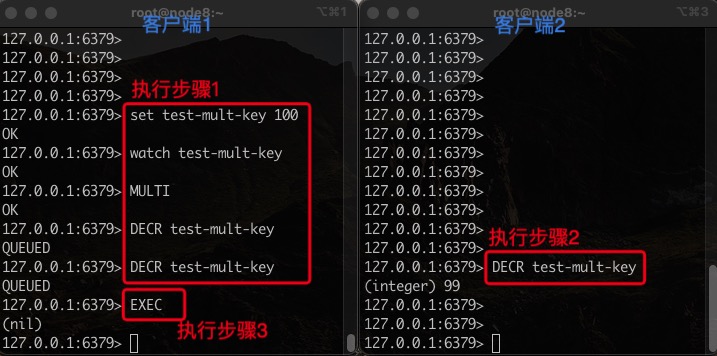 root@node8:~
⌥⌘1
客户端1
127.0.0.1:6379>
127.0.0.1:6379>
127.0.0.1:6379>
127.0.0.1:6379>
执行步骤1
127.0.0.1:6379> set test-mult-key 100
OK
127.0.0.1:6379> watch test-mult-key
OK
127.0.0.1:6379> MULTI
OK
127.0.0.1:6379> DECR test-mult-key
QUEUED
127.0.0.1:6379> DECR test-mult-key
QUEUED
127.0.0.1:6379> EXEC
(nil)
执行步骤3
127.0.0.1:6379>
root@node8:~
⌥⌘3
客户端2
127.0.0.1:6379>
127.0.0.1:6379>
127.0.0.1:6379>
127.0.0.1:6379>
127.0.0.1:6379>
127.0.0.1:6379>
127.0.0.1:6379>
127.0.0.1:6379>
127.0.0.1:6379>
127.0.0.1:6379>
127.0.0.1:6379>
127.0.0.1:6379>
执行步骤2
127.0.0.1:6379> DECR test-mult-key
(integer) 99
127.0.0.1:6379>
127.0.0.1:6379>
127.0.0.1:6379>